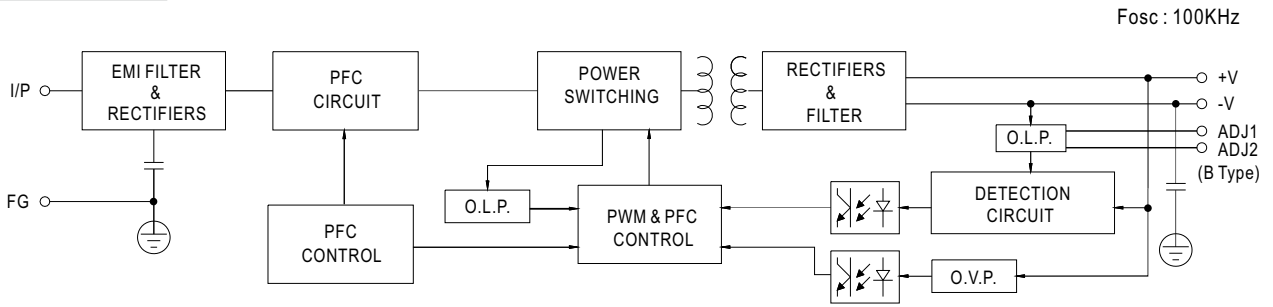 Fosc : 100KHz
I/P
EMI FILTER
&
RECTIFIERS
PFC
CIRCUIT
POWER
SWITCHING
RECTIFIERS
&
FILTER
+V
-V
O.L.P.
ADJ1
ADJ2
(B Type)
FG
PFC
CONTROL
O.L.P.
PWM & PFC
CONTROL
DETECTION
CIRCUIT
O.V.P.